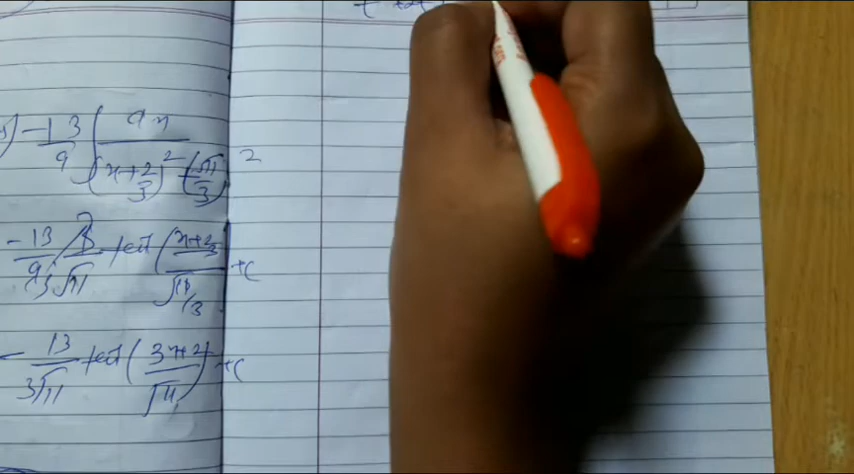 -13/9 ∫ dx / (x+2/3)² + (√11/3)²
-13/9 × 3/√11 tan⁻¹ (x+2/3 / √11/3) + c
- 13/3√11 tan⁻¹ (3x+2 / √11) + c